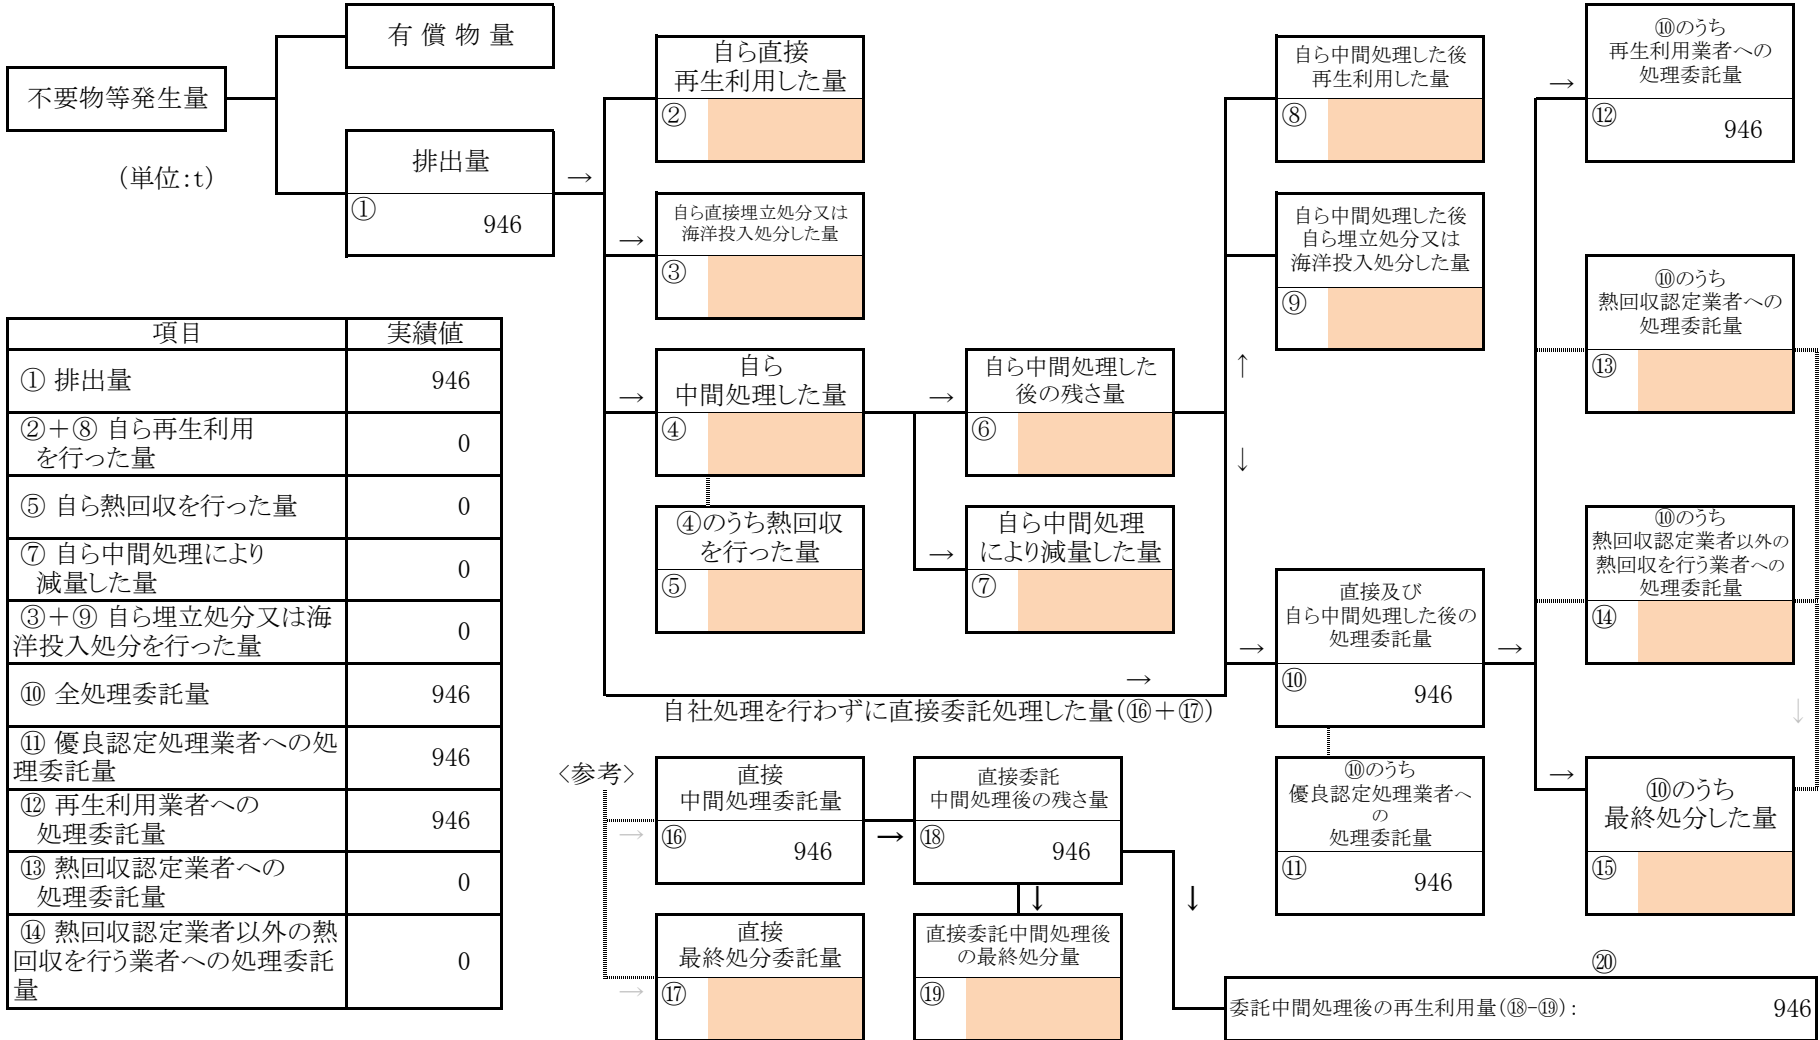 有 償 物 量
不要物等発生量
(単位:t)
排出量
①
946
→
自ら直接
再生利用した量
②
→
自ら直接埋立処分又は
海洋投入処分した量
③
→
自ら
中間処理した量
④
④のうち熱回収
を行った量
⑤
→
自ら中間処理した
後の残さ量
⑥
→
自ら中間処理
により減量した量
⑦
自ら中間処理した後
再生利用した量
⑧
自ら中間処理した後
自ら埋立処分又は
海洋投入処分した量
⑨
↑
↓
→
自社処理を行わずに直接委託処理した量(⑯+⑰)
→
直接及び
自ら中間処理した後の
処理委託量
⑩
946
⑩のうち
優良認定処理業者へ
の
処理委託量
⑪
946
→
→
⑩のうち
再生利用業者への
処理委託量
⑫
946
⑩のうち
熱回収認定業者への
処理委託量
⑬
⑩のうち
熱回収認定業者以外の
熱回収を行う業者への
処理委託量
⑭
↓
→
⑩のうち
最終処分した量
⑮
項目 実績値
① 排出量 946
②+⑧ 自ら再生利用
を行った量 0
⑤ 自ら熱回収を行った量 0
⑦ 自ら中間処理により
減量した量 0
③+⑨ 自ら埋立処分又は海
洋投入処分を行った量 0
⑩ 全処理委託量 946
⑪ 優良認定処理業者への処
理委託量 946
⑫ 再生利用業者への
処理委託量 946
⑬ 熱回収認定業者への
処理委託量 0
⑭ 熱回収認定業者以外の熱
回収を行う業者への処理委託
量 0
<参考>
→
直接
中間処理委託量
⑯
946
→
直接委託
中間処理後の残さ量
⑱
946
↓
↓
→
直接
最終処分委託量
⑰
直接委託中間処理後
の最終処分量
⑲
⑳
委託中間処理後の再生利用量(⑱-⑲): 946